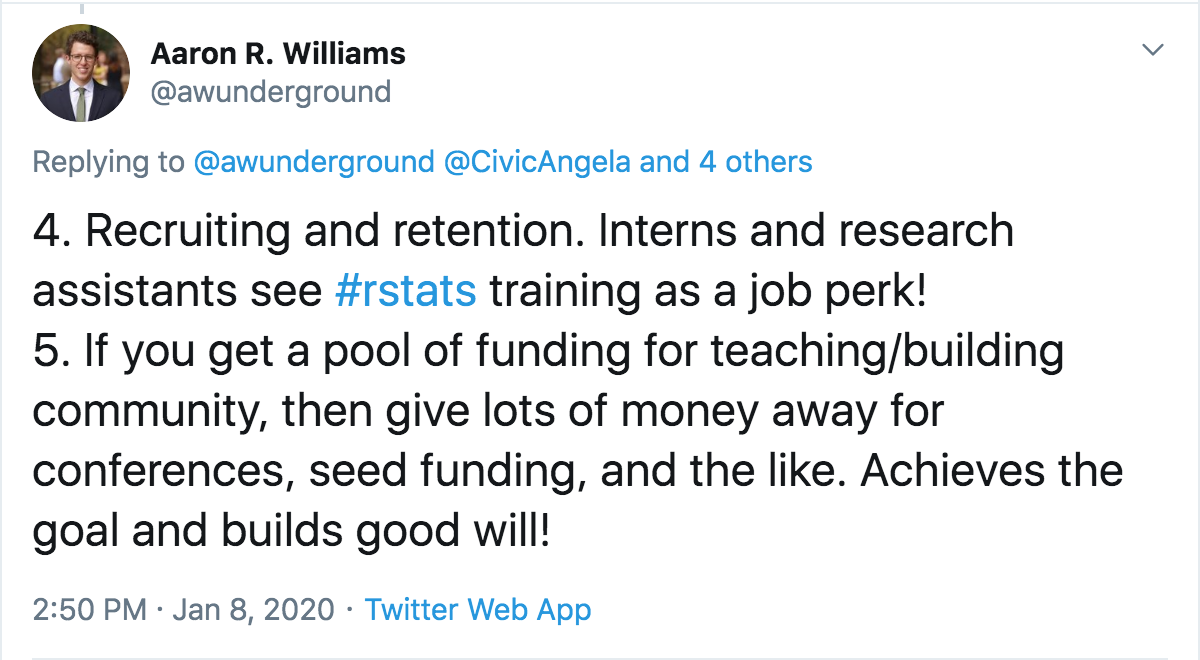 Aaron R. Williams
@awunderground
Replying to @awunderground @CivicAngela and 4 others
4. Recruiting and retention. Interns and research
assistants see #rstats training as a job perk!
5. If you get a pool of funding for teaching/building
community, then give lots of money away for
conferences, seed funding, and the like. Achieves the
goal and builds good will!
2:50 PM · Jan 8, 2020 · Twitter Web App